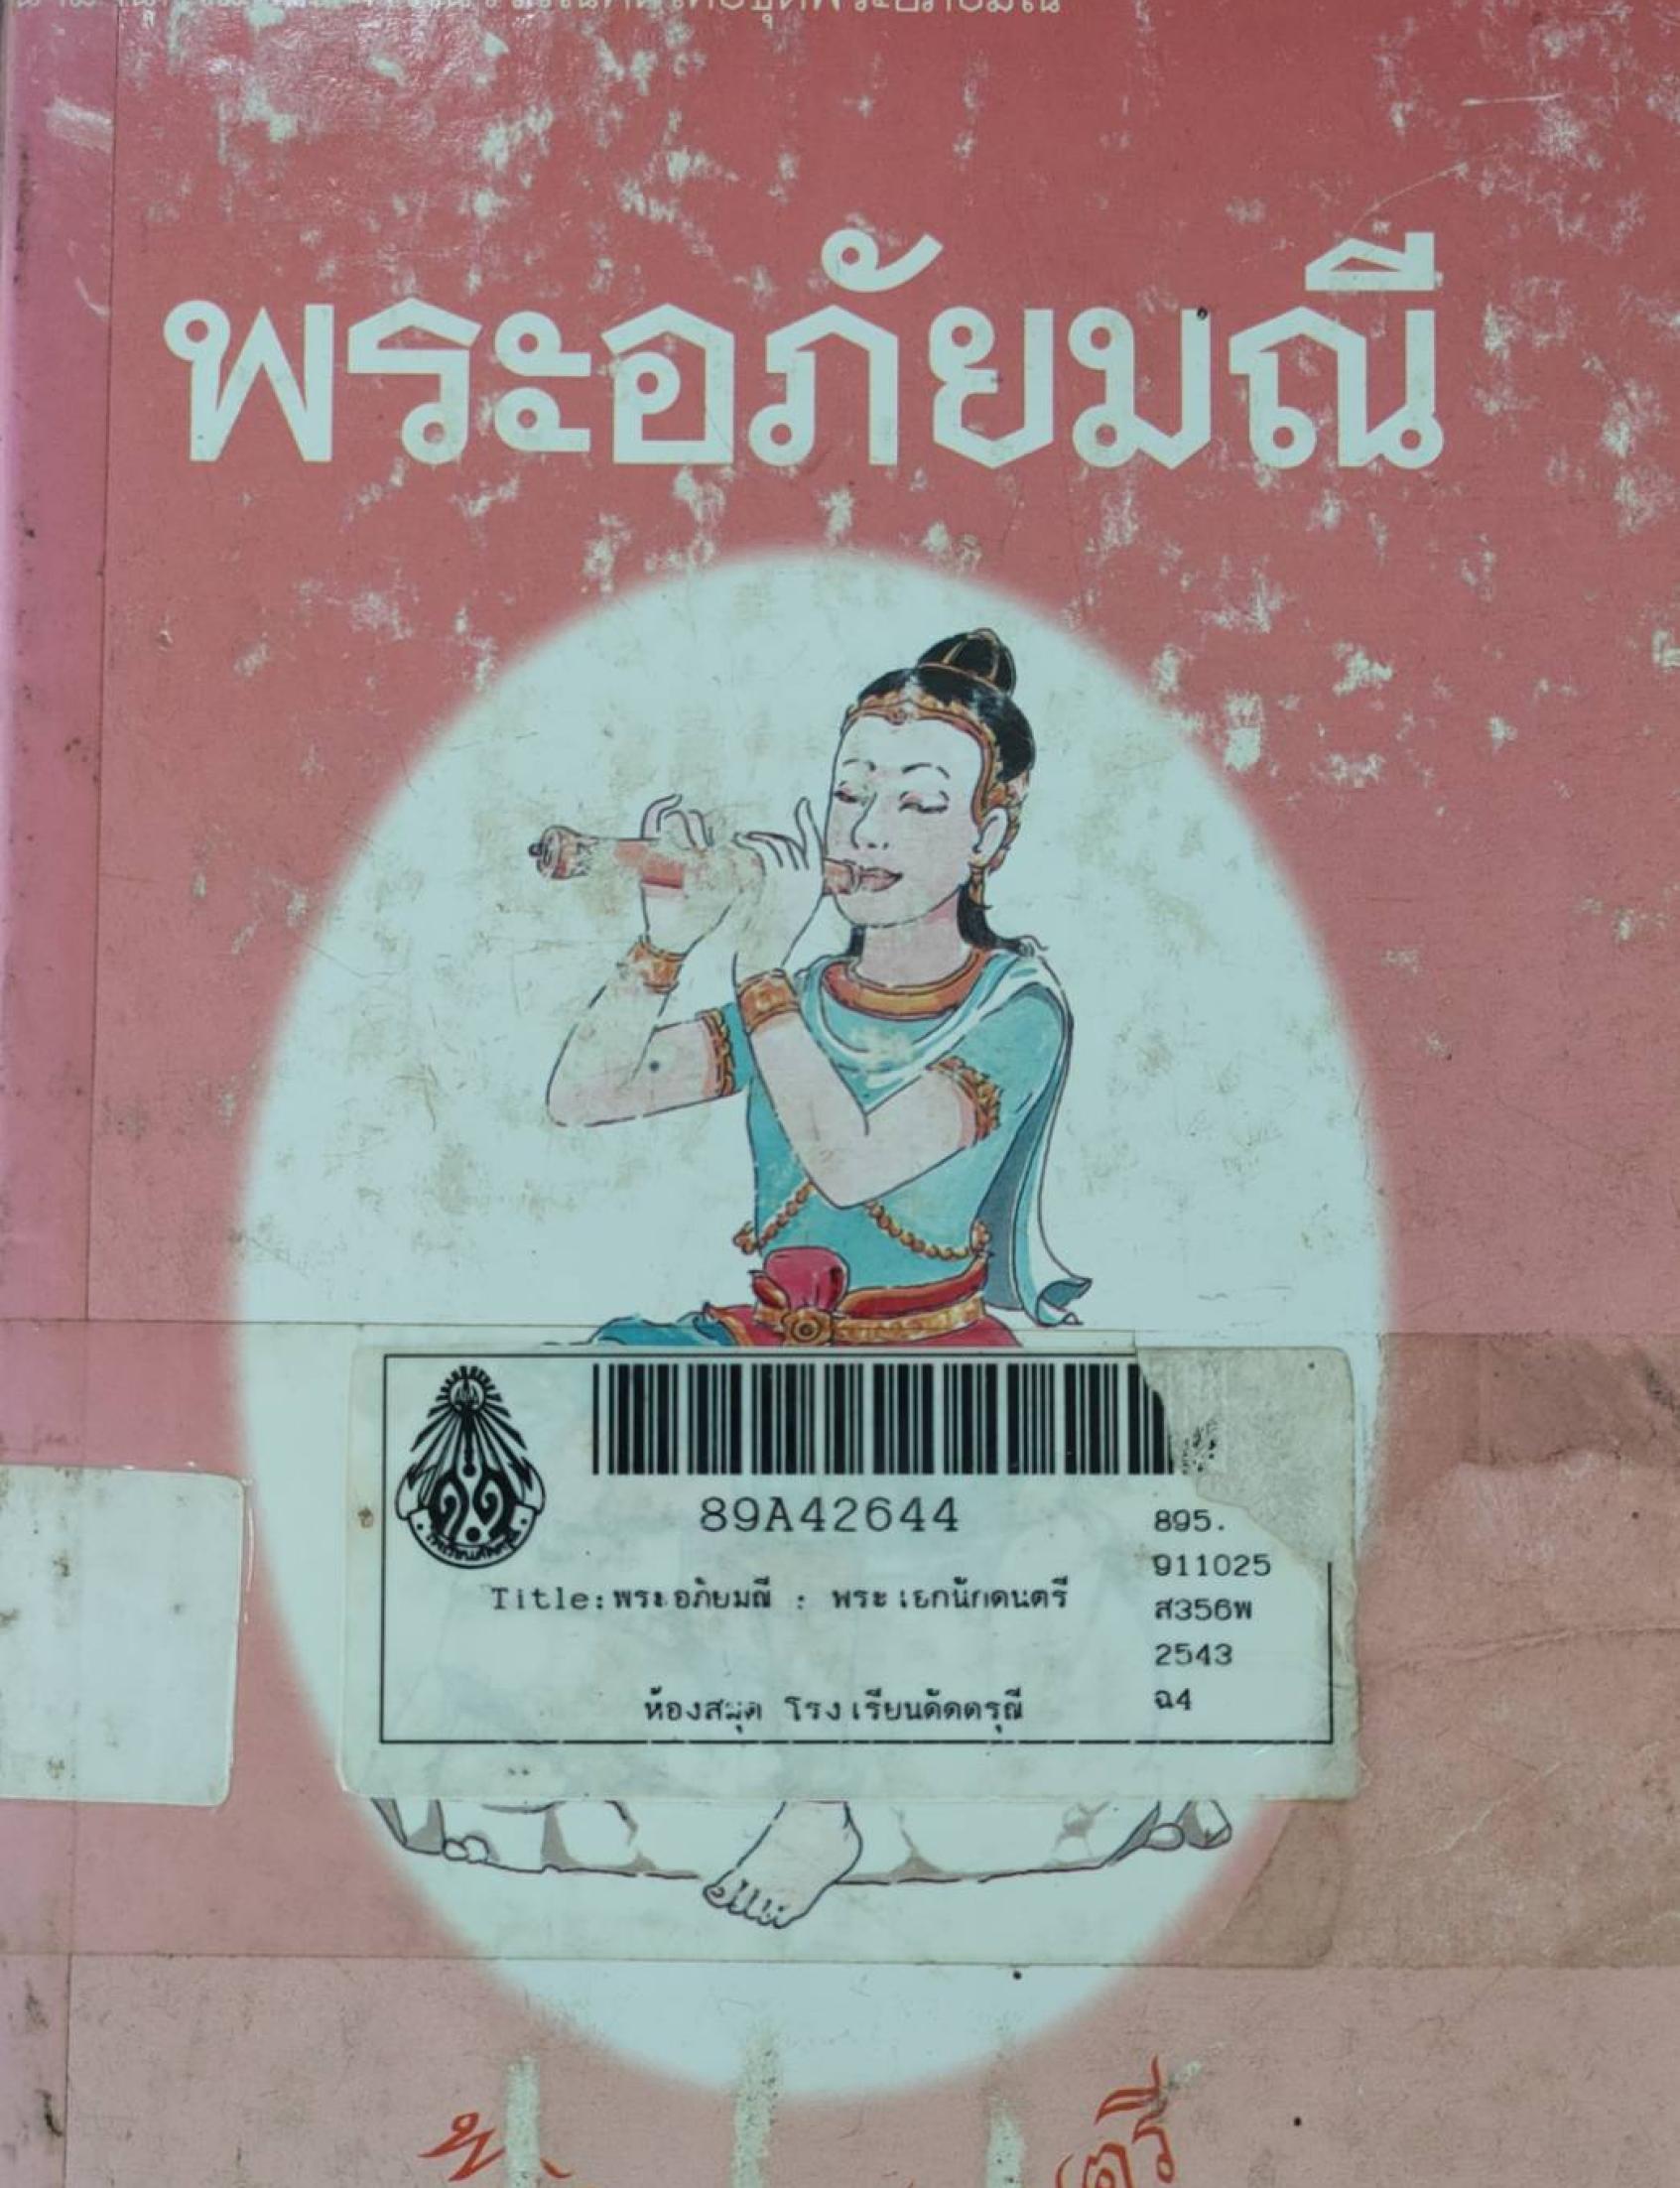 พระอภัยมณี
89A42644
895.
911025
Title:พระอภัยมณี : พระเอกนักดนตรี
ส356พ
2543
ห้องสมุด โรงเรียนดัดดรุณี
ฉ4